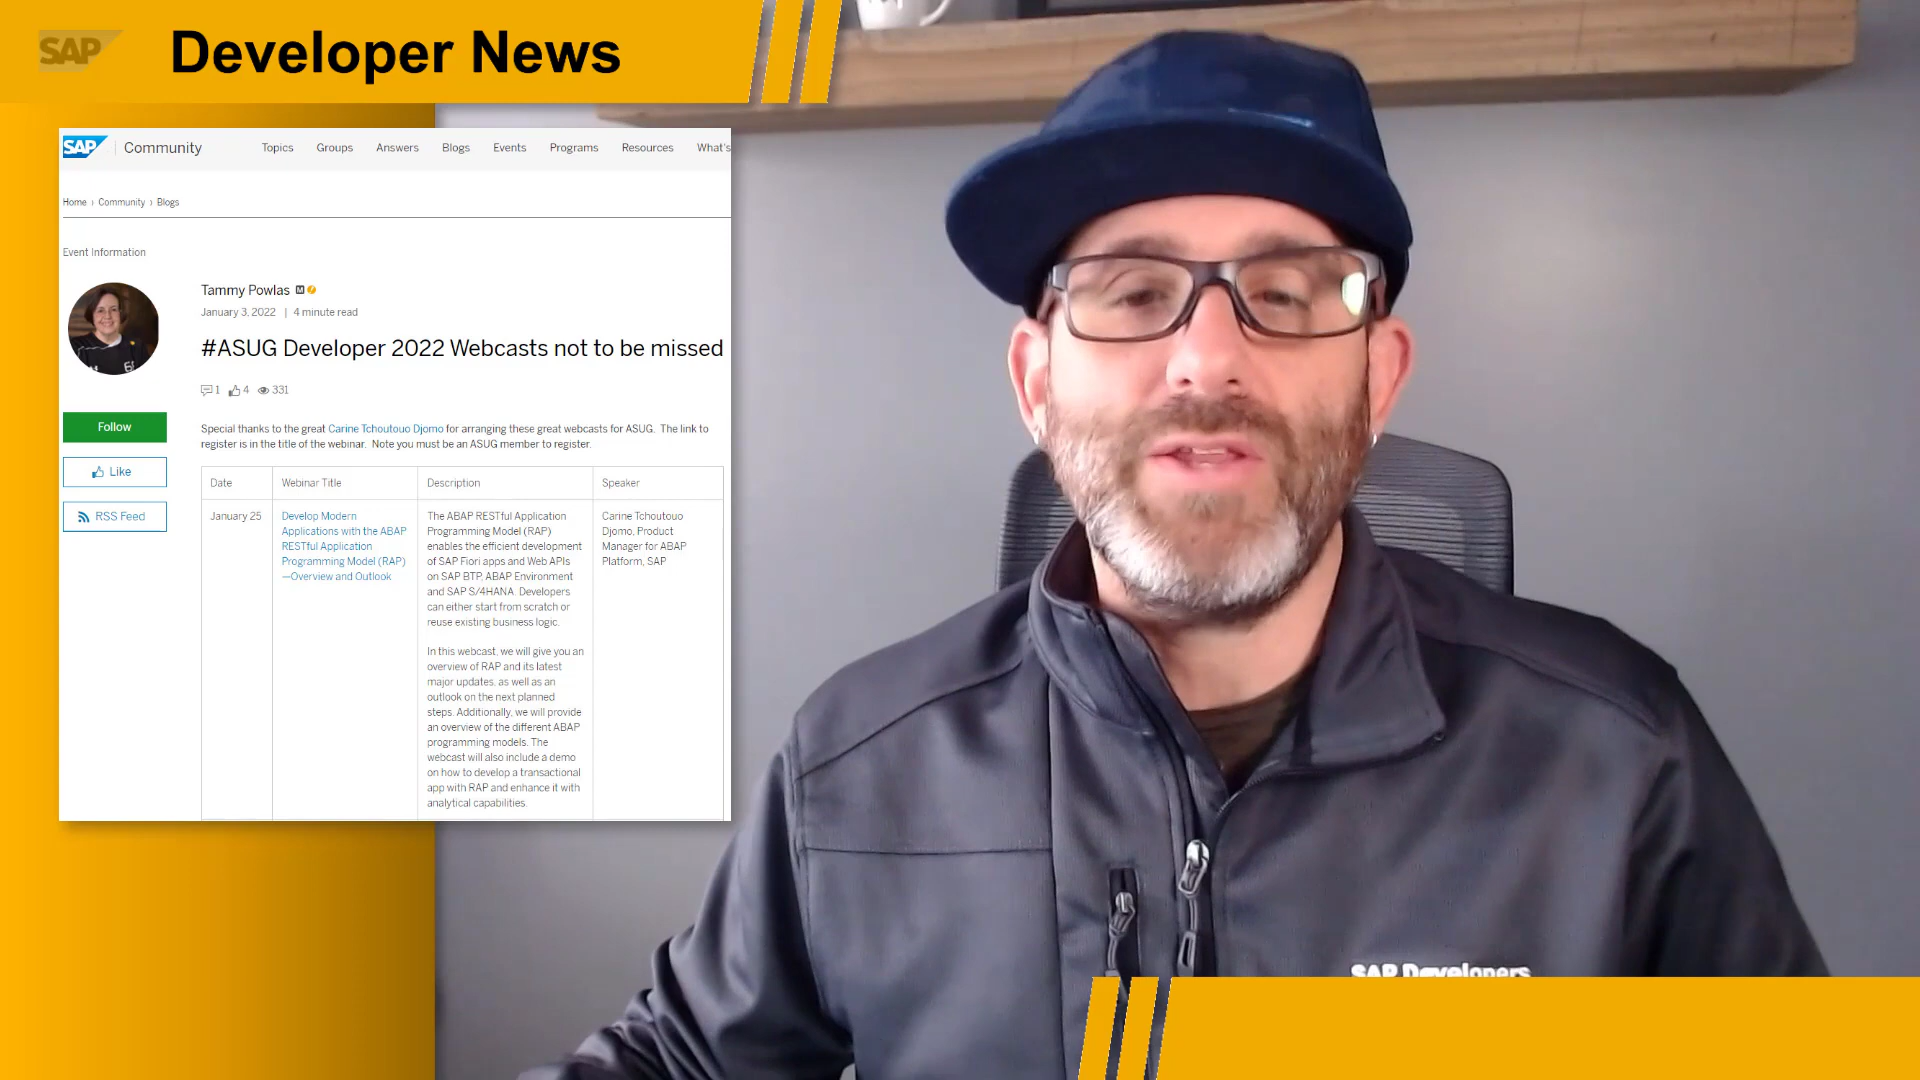 SAP
Developer News
SAP
Community
Topics
Groups
Answers
Blogs
Events
Programs
Resources
What's
Home › Community › Blogs
Event Information
Tammy Powlas
January 3, 2022 | 4 minute read
#ASUG Developer 2022 Webcasts not to be missed
1 4 331
Follow
Like
RSS Feed
Special thanks to the great Carine Tchoutouo Djomo for arranging these great webcasts for ASUG. The link to
register is in the title of the webinar. Note you must be an ASUG member to register.
Date
Webinar Title
Description
Speaker
January 25
Develop Modern
Applications with the ABAP
RESTful Application
Programming Model (RAP)
—Overview and Outlook
The ABAP RESTful Application
Programming Model (RAP)
enables the efficient development
of SAP Fiori apps and Web APIs
on SAP BTP, ABAP Environment
and SAP S/4HANA. Developers
can either start from scratch or
reuse existing business logic.
In this webcast, we will give you an
overview of RAP and its latest
major updates, as well as an
outlook on the next planned
steps. Additionally, we will provide
an overview of the different ABAP
programming models. The
webcast will also include a demo
on how to develop a transactional
app with RAP and enhance it with
analytical capabilities.
Carine Tchoutouo
Djomo, Product
Manager for ABAP
Platform, SAP
SAP Developers